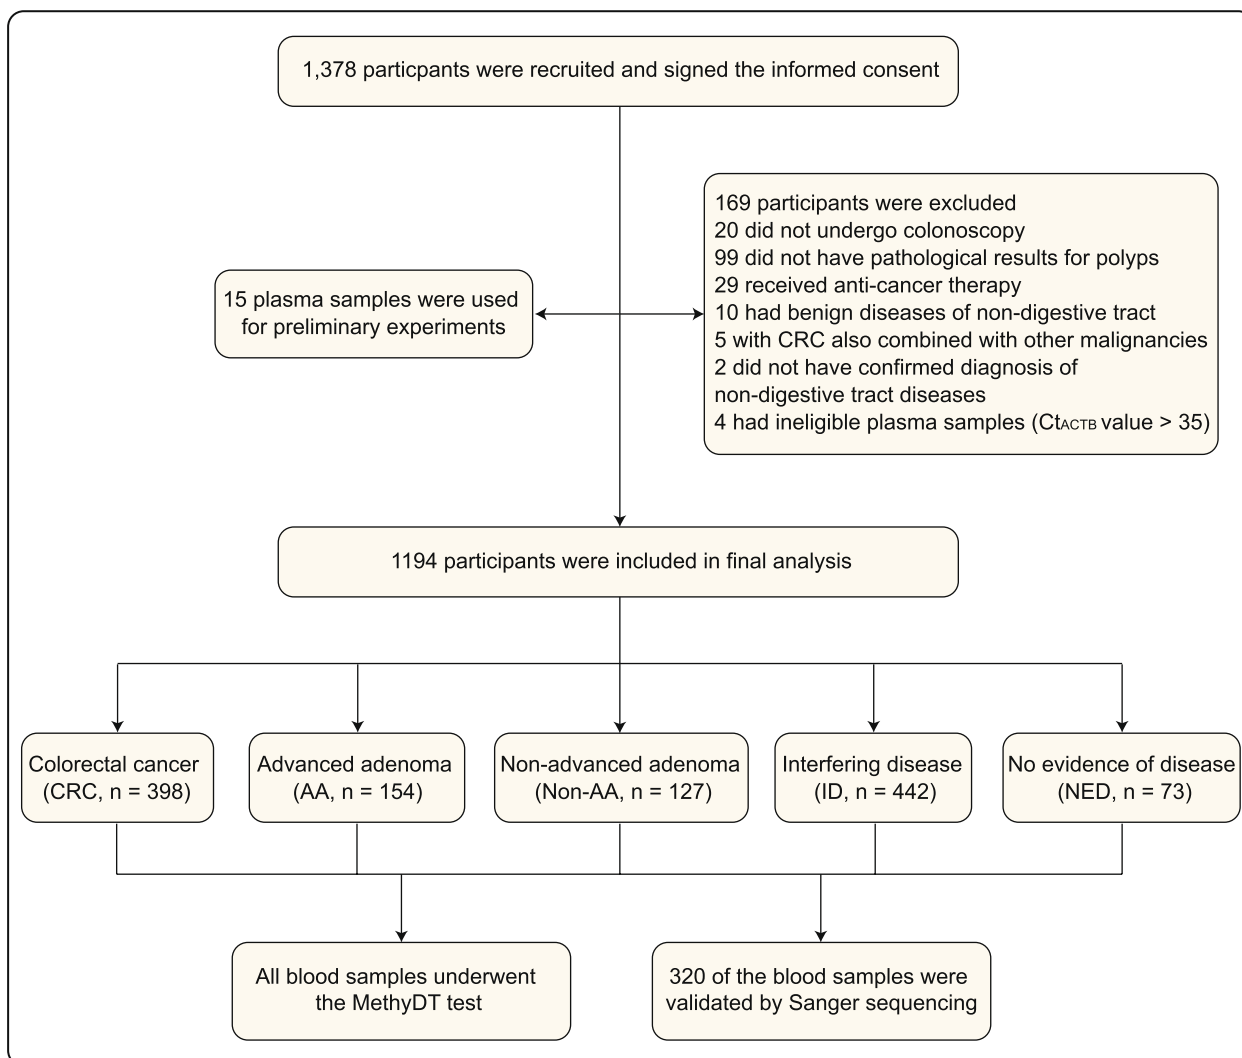 1,378 particpants were recruited and signed the informed consent
169 participants were excluded
20 did not undergo colonoscopy
99 did not have pathological results for polyps
29 received anti-cancer therapy
10 had benign diseases of non-digestive tract
5 with CRC also combined with other malignancies
2 did not have confirmed diagnosis of
non-digestive tract diseases
4 had ineligible plasma samples (CtACTB value > 35)
15 plasma samples were used
for preliminary experiments
1194 participants were included in final analysis
Colorectal cancer
(CRC, n = 398)
Advanced adenoma
(AA, n = 154)
Non-advanced adenoma
(Non-AA, n = 127)
Interfering disease
(ID, n = 442)
No evidence of disease
(NED, n = 73)
All blood samples underwent
the MethyDT test
320 of the blood samples were
validated by Sanger sequencing